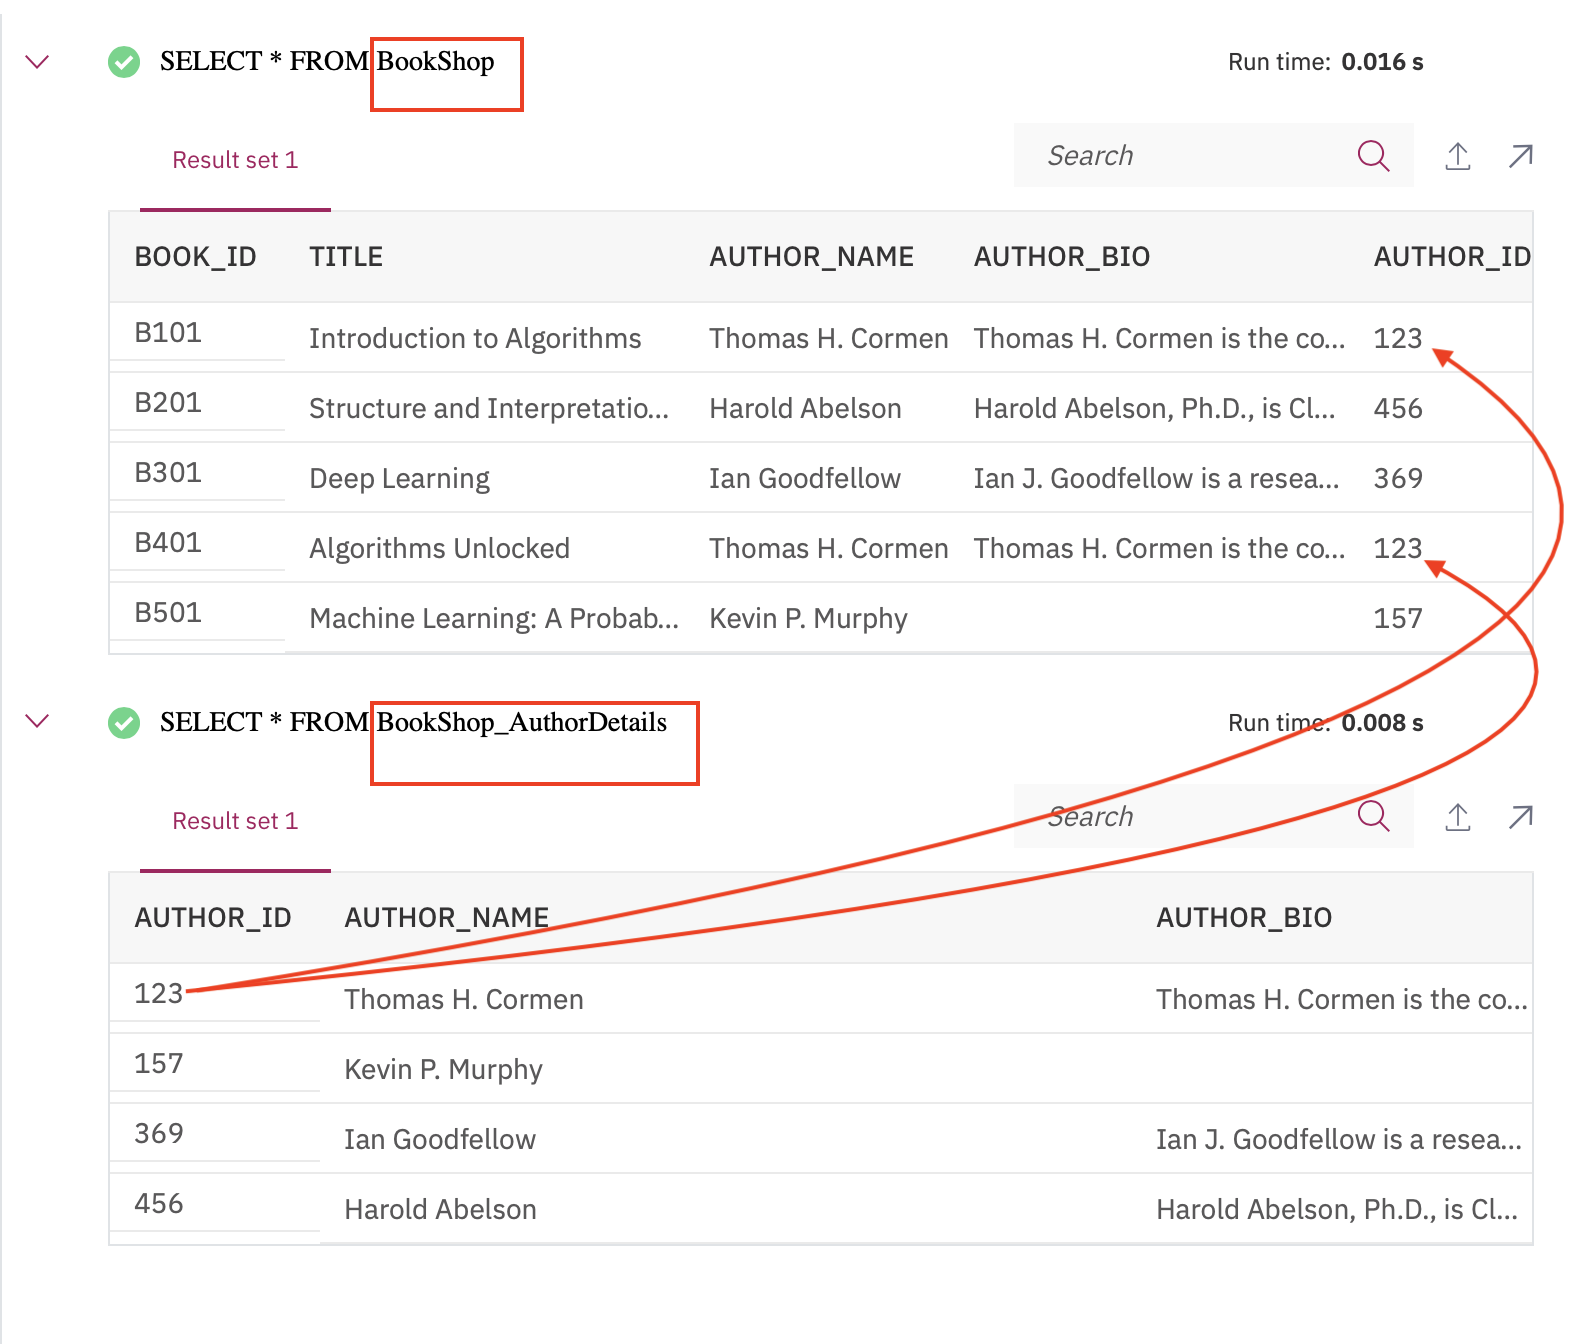 SELECT * FROM BookShop Run time: 0.016 s
Result set 1 Search
BOOK_ID TITLE AUTHOR_NAME AUTHOR_BIO AUTHOR_ID
B101 Introduction to Algorithms Thomas H. Cormen Thomas H. Cormen is the co... 123
B201 Structure and Interpretatio... Harold Abelson Harold Abelson, Ph.D., is Cl... 456
B301 Deep Learning Ian Goodfellow Ian J. Goodfellow is a resea... 369
B401 Algorithms Unlocked Thomas H. Cormen Thomas H. Cormen is the co... 123
B501 Machine Learning: A Probab... Kevin P. Murphy 157
SELECT * FROM BookShop_AuthorDetails Run time: 0.008 s
Result set 1 Search
AUTHOR_ID AUTHOR_NAME AUTHOR_BIO
123 Thomas H. Cormen Thomas H. Cormen is the co...
157 Kevin P. Murphy
369 Ian Goodfellow Ian J. Goodfellow is a resea...
456 Harold Abelson Harold Abelson, Ph.D., is Cl...